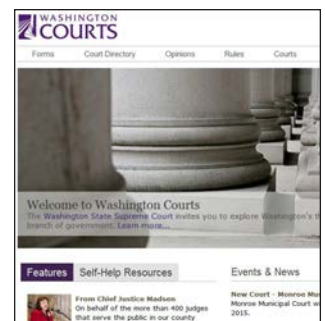 WASHINGTON
COURTS
Forms Court Directory Opinions Rules Courts
Welcome to Washington Courts
The Washington State Supreme Court invites you to explore Washington's th
branch of government. Learn more...
Features Self-Help Resources Events & News
From Chief Justice Madsen
On behalf of the more than 400 judges
that serve the public in our county
New Court - Monroe Mu
Monroe Municipal Court w
2015.